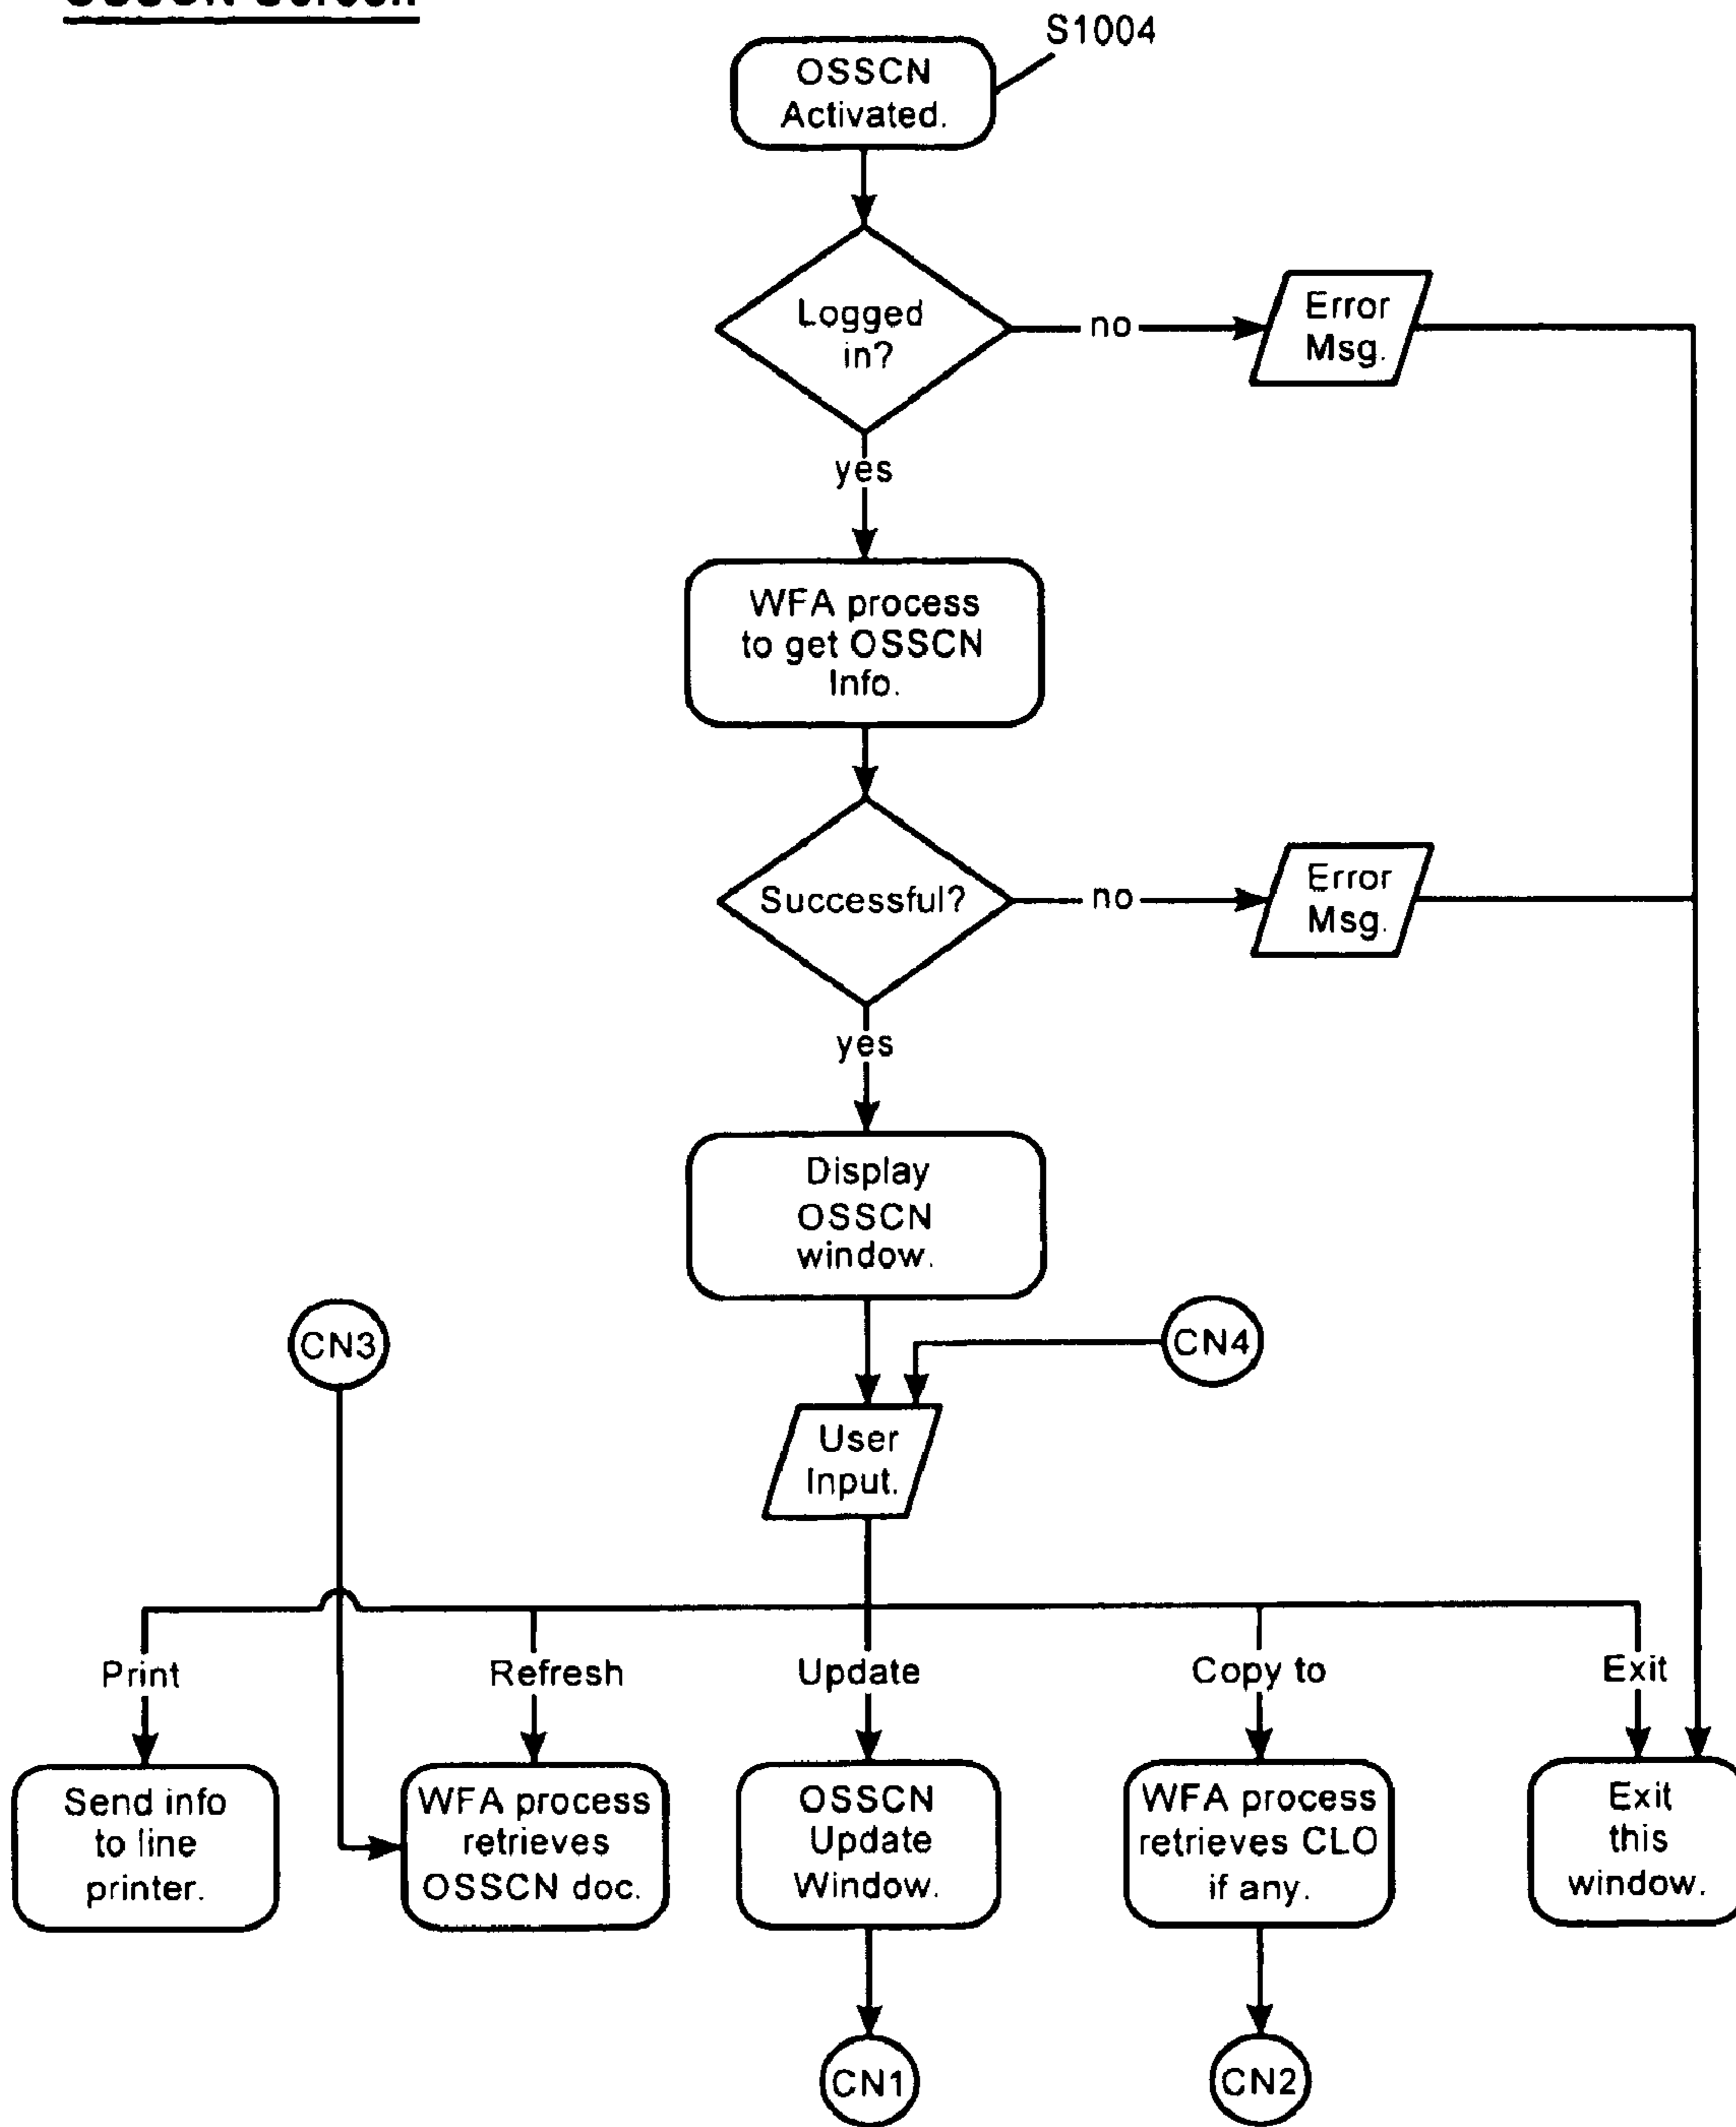 OSSCN Screen
S1004
OSSCN
Activated.
Logged
in?
no
Error
Msg.
yes
WFA process
to get OSSCN
Info.
Successful?
no
Error
Msg.
yes
Display
OSSCN
window.
CN3
CN4
User
Input.
Print
Refresh
Update
Copy to
Exit
Send info
to line
printer.
WFA process
retrieves
OSSCN doc.
OSSCN
Update
Window.
WFA process
retrieves CLO
if any.
Exit
this
window.
CN1
CN2